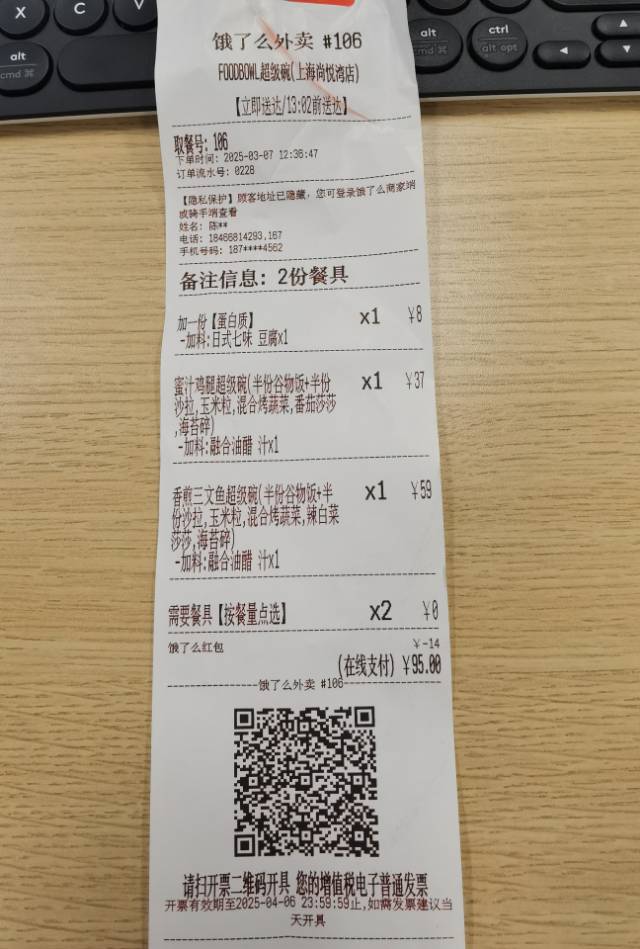 X
C
V
alt
cmd ⌘
alt
cmd ⌘
ctrl
alt opt
alt
饿了么外卖 #106
FOODBOWL超级碗(上海尚悦湾店)
【立即送达/13:02前送达】
取餐号: 106
下单时间: 2025-03-07 12:36:47
订单流水号: 0228
【隐私保护】顾客地址已隐藏, 您可登录饿了么商家端
或骑手端查看
姓名: 陈**
电话: 18466814293,167
手机号码: 187****4562
备注信息: 2份餐具
加一份【蛋白质】 x1 ¥8
-加料:日式七味 豆腐x1
蜜汁鸡腿超级碗(半份谷物饭+半份 x1 ¥37
沙拉,玉米粒,混合烤蔬菜,番茄莎莎
,海苔碎)
-加料:融合油醋 汁x1
香煎三文鱼超级碗(半份谷物饭+半 x1 ¥59
份沙拉,玉米粒,混合烤蔬菜,辣白菜
莎莎,海苔碎)
-加料:融合油醋 汁x1
需要餐具【按餐量点选】 x2 ¥0
饿了么红包 ¥-14
(在线支付) ¥95.00
饿了么外卖 #106
请扫开票二维码开具 您的增值税电子普通发票
开票有效期至2025-04-06 23:59:59止,如需发票建议当
天开具